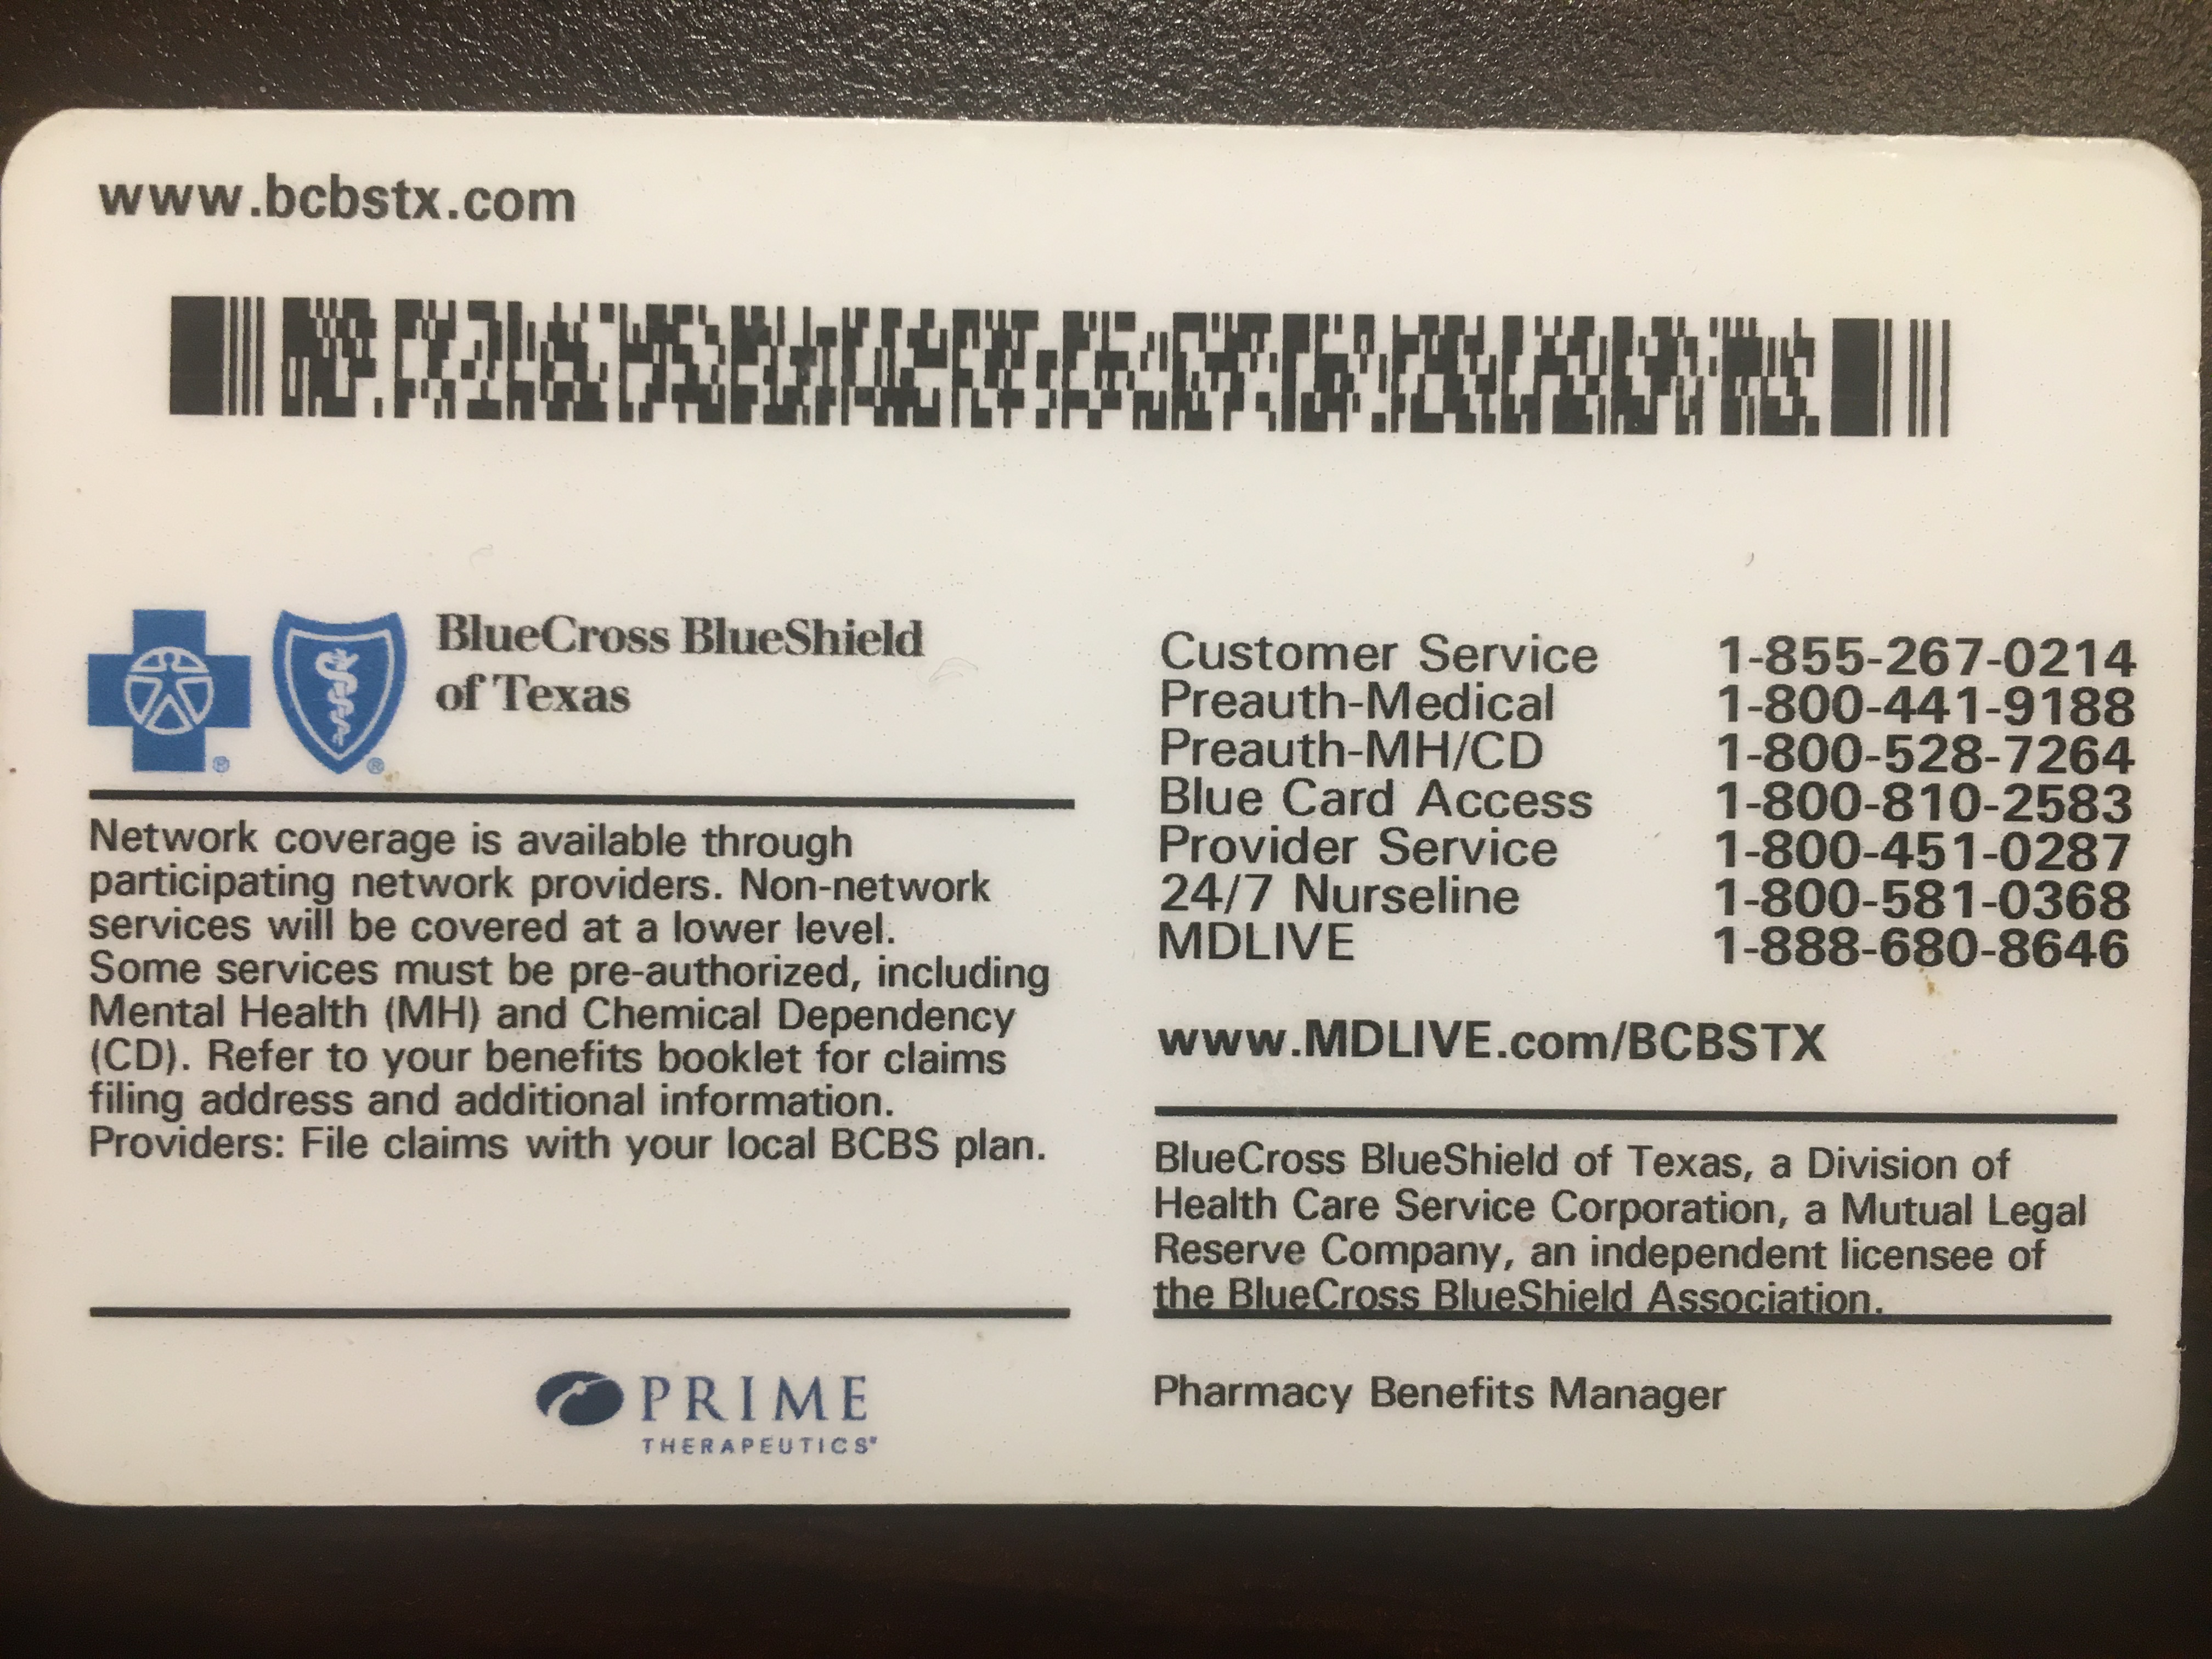 www.bcbstx.com
BlueCross BlueShield
of Texas
Network coverage is available through
participating network providers. Non-network
services will be covered at a lower level.
Some services must be pre-authorized, including
Mental Health (MH) and Chemical Dependency
(CD). Refer to your benefits booklet for claims
filing address and additional information.
Providers: File claims with your local BCBS plan.
PRIME
THERAPEUTICS®
Customer Service 1-855-267-0214
Preauth-Medical 1-800-441-9188
Preauth-MH/CD 1-800-528-7264
Blue Card Access 1-800-810-2583
Provider Service 1-800-451-0287
24/7 Nurseline 1-800-581-0368
MDLIVE 1-888-680-8646
www.MDLIVE.com/BCBSTX
BlueCross BlueShield of Texas, a Division of
Health Care Service Corporation, a Mutual Legal
Reserve Company, an independent licensee of
the BlueCross BlueShield Association.
Pharmacy Benefits Manager